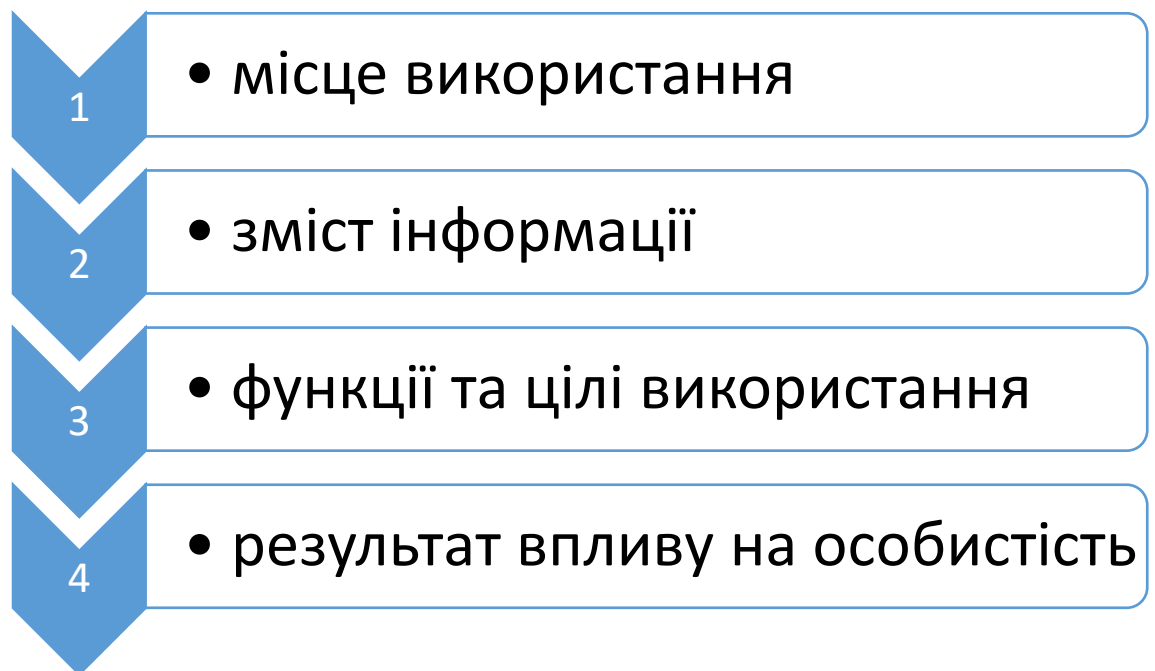 1
• місце використання
2
• зміст інформації
3
• функції та цілі використання
4
• результат впливу на особистість